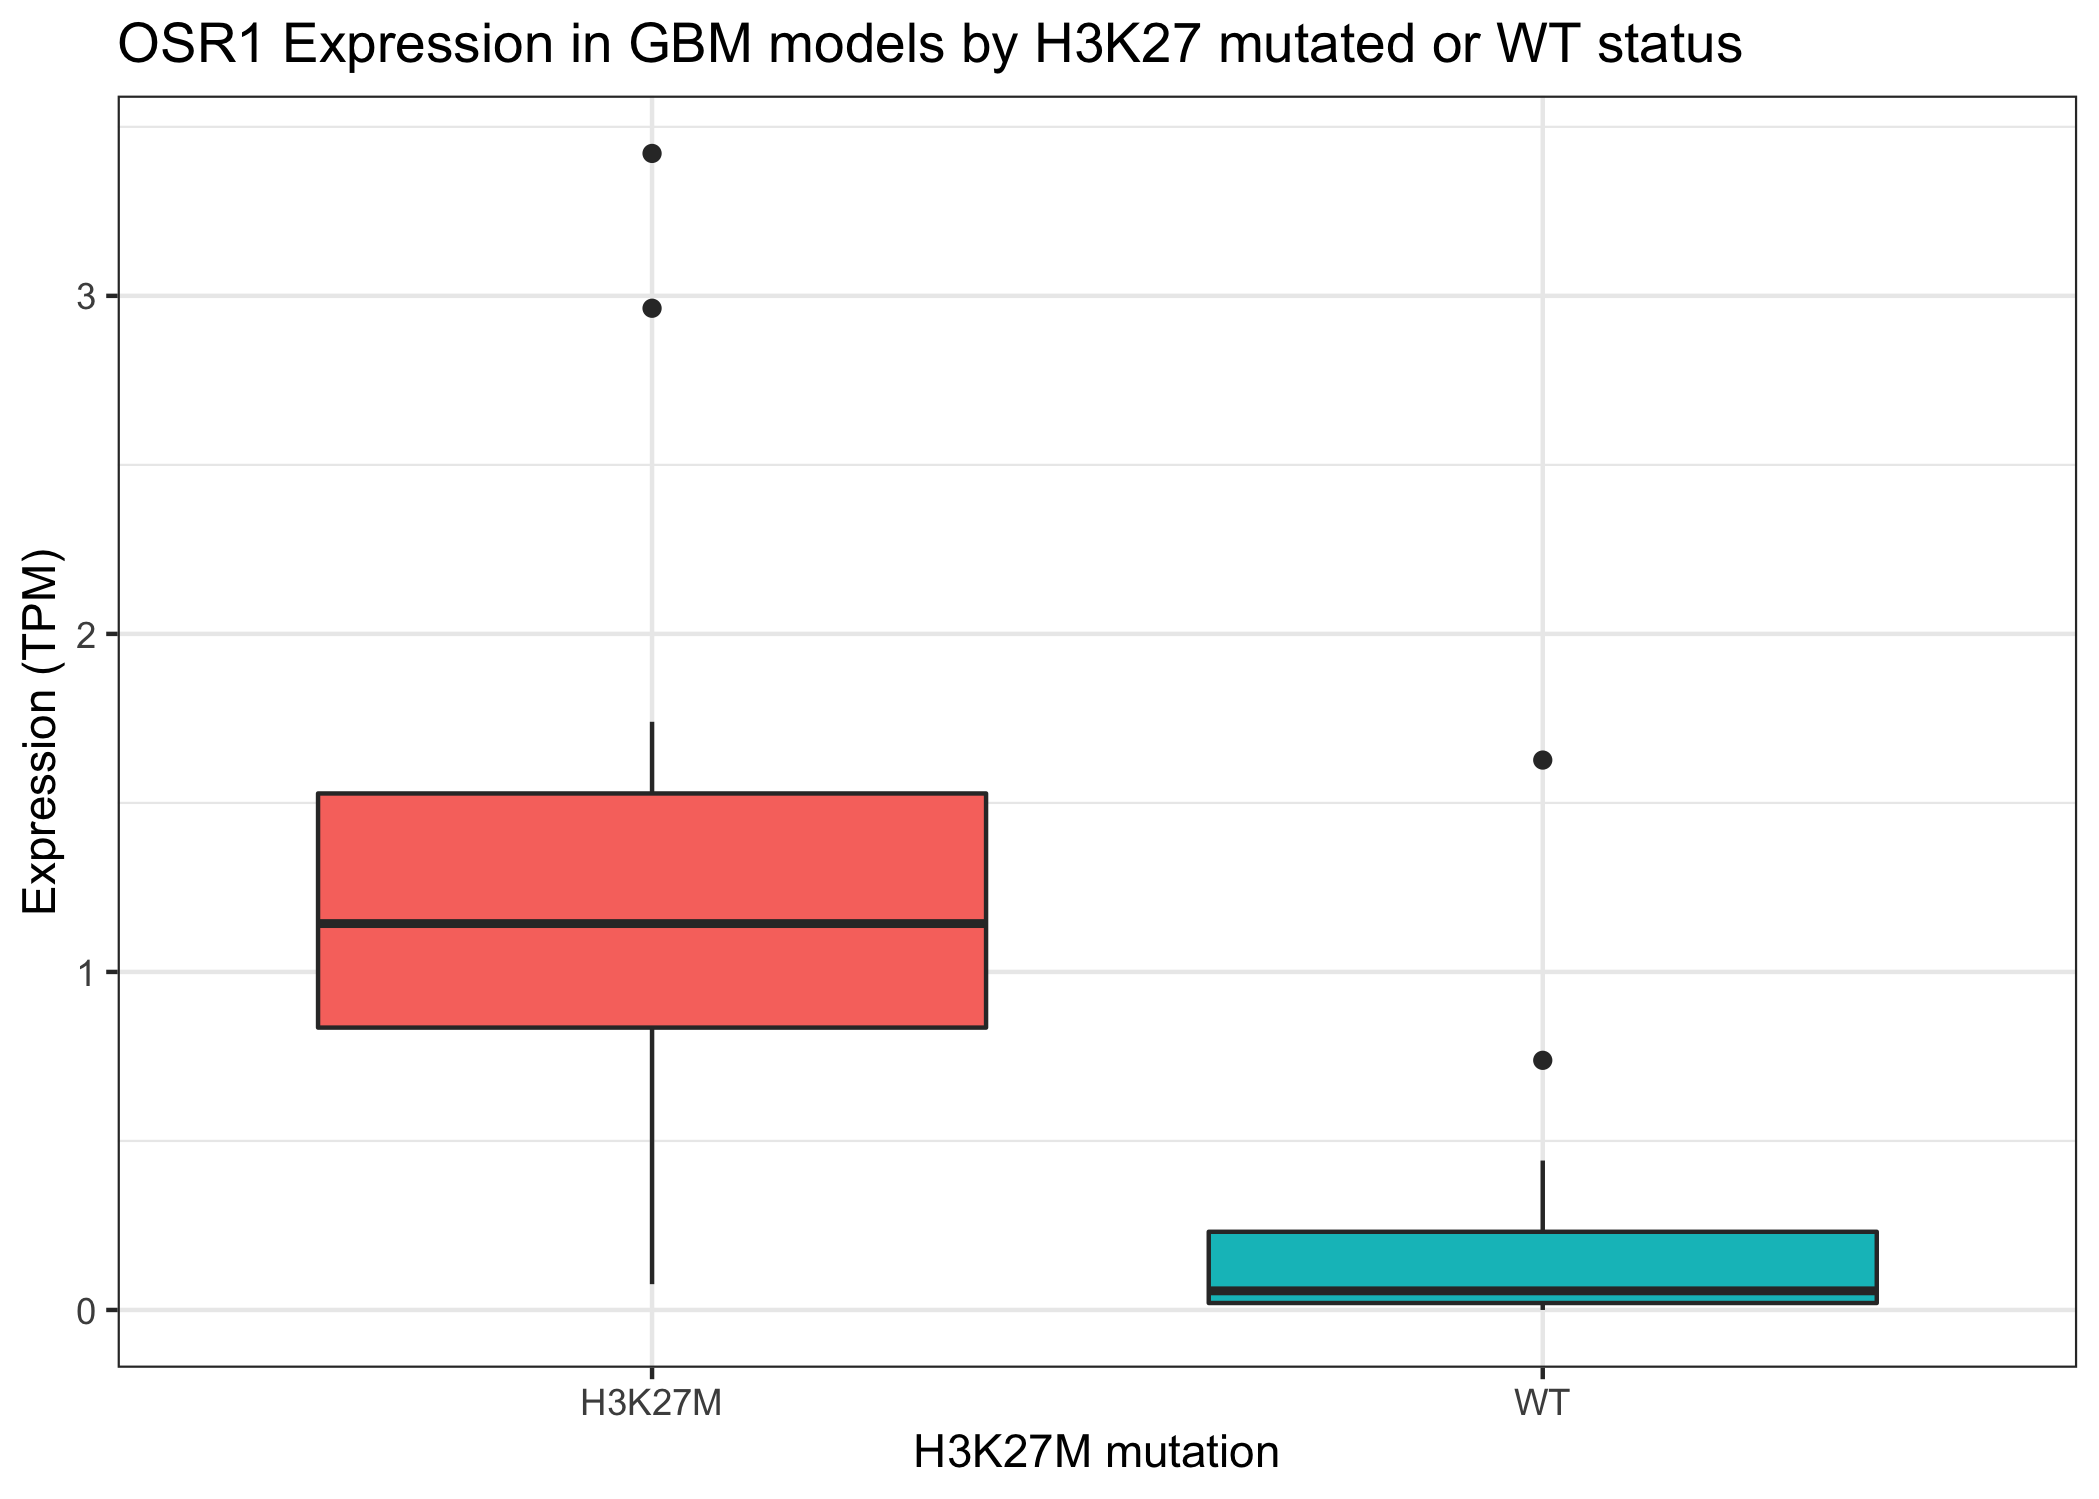 OSR1 Expression in GBM models by H3K27 mutated or WT status
Expression (TPM)
3
2
1
0
H3K27M
WT
H3K27M mutation